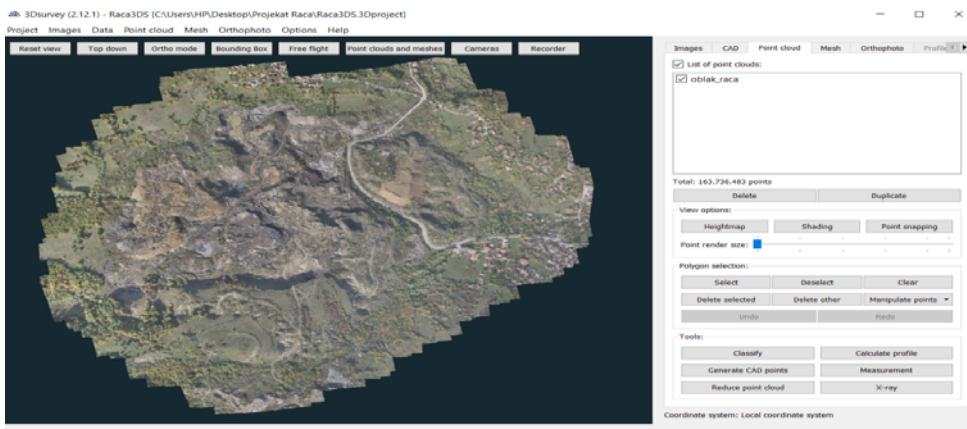 3Dsurvey (2.12.1) - Raca3DS [C:\Users\HP\Desktop\Projekat Raca\Raca3DS.3Dproject]
Project Images Data Point cloud Mesh Orthophoto Options Help
Reset view Top down Ortho mode Bounding Box Free flight Point clouds and meshes Cameras Recorder
Images CAD Point cloud Mesh Orthophoto Profile
List of point clouds:
oblak_raca
Total: 163.736.483 points
Delete Duplicate
View options:
Heightmap Shading Point snapping
Point render size:
Polygon selection:
Select Deselect Clear
Delete selected Delete other Manipulate points
Undo Redo
Tools:
Classify Calculate profile
Generate CAD points Measurement
Reduce point cloud X-ray
Coordinate system: Local coordinate system